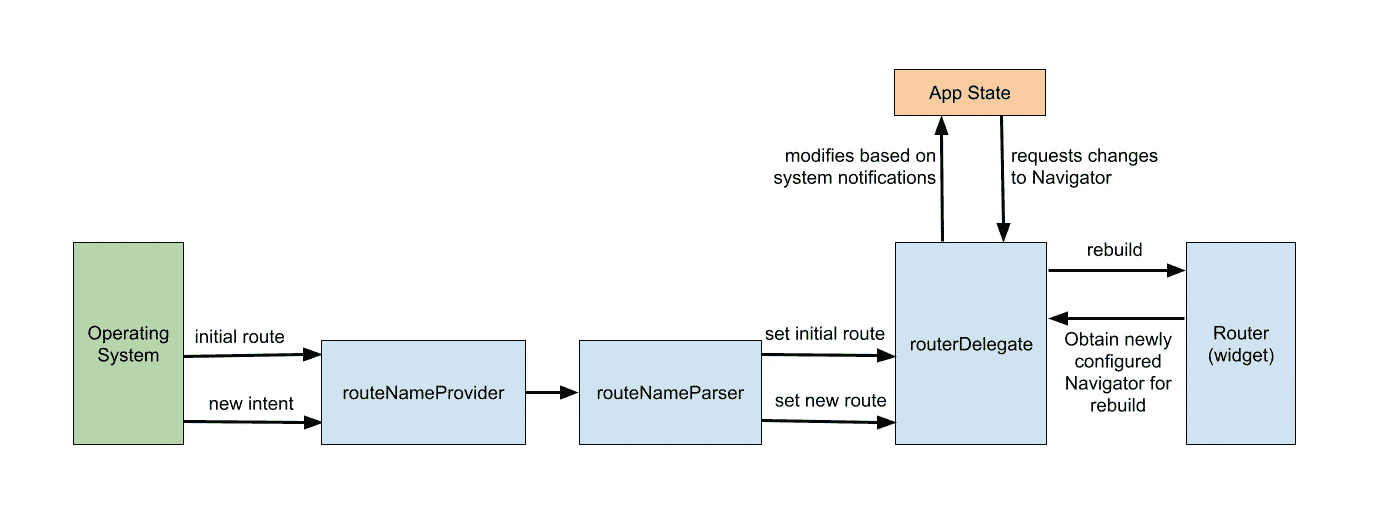 App State
modifies based on
system notifications
requests changes
to Navigator
Operating
System
initial route
new intent
routeNameProvider
routeNameParser
set initial route
set new route
routerDelegate
rebuild
Obtain newly
configured
Navigator for
rebuild
Router
(widget)